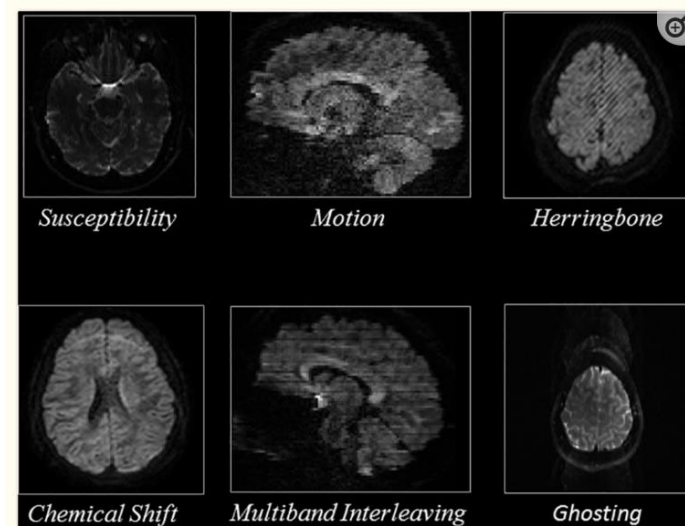 Susceptibility
Motion
Herringbone
Chemical Shift
Multiband Interleaving
Ghosting